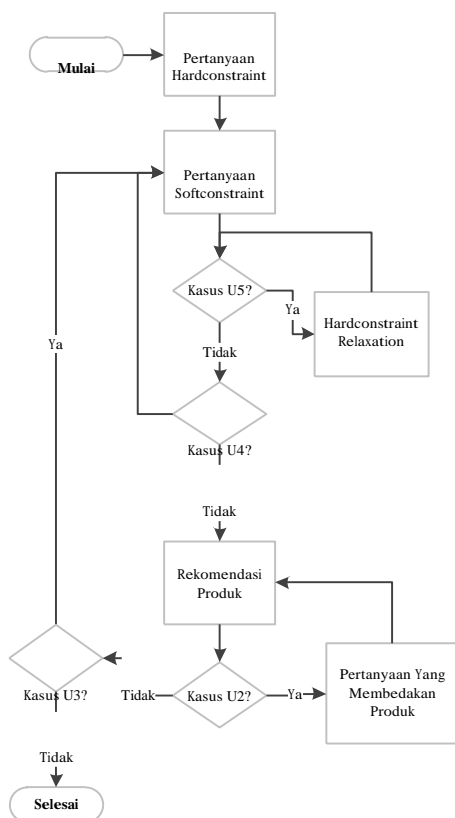 Mulai
Pertanyaan
Hardconstraint
Pertanyaan
Softconstraint
Kasus U5?
Ya
Hardconstraint
Relaxation
Ya
Tidak
Kasus U4?
Tidak
Rekomendasi
Produk
Kasus U3?
Tidak
Kasus U2?
Ya
Pertanyaan Yang
Membedakan
Produk
Tidak
Selesai